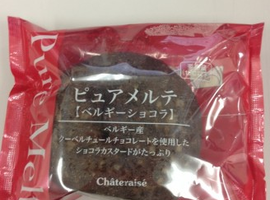 Pure Mel
ピュアメルテ
【ベルギーショコラ】
ベルギー産
クーベルチュールチョコレートを使用した
ショコラカスタードがたっぷり
Châteraisé